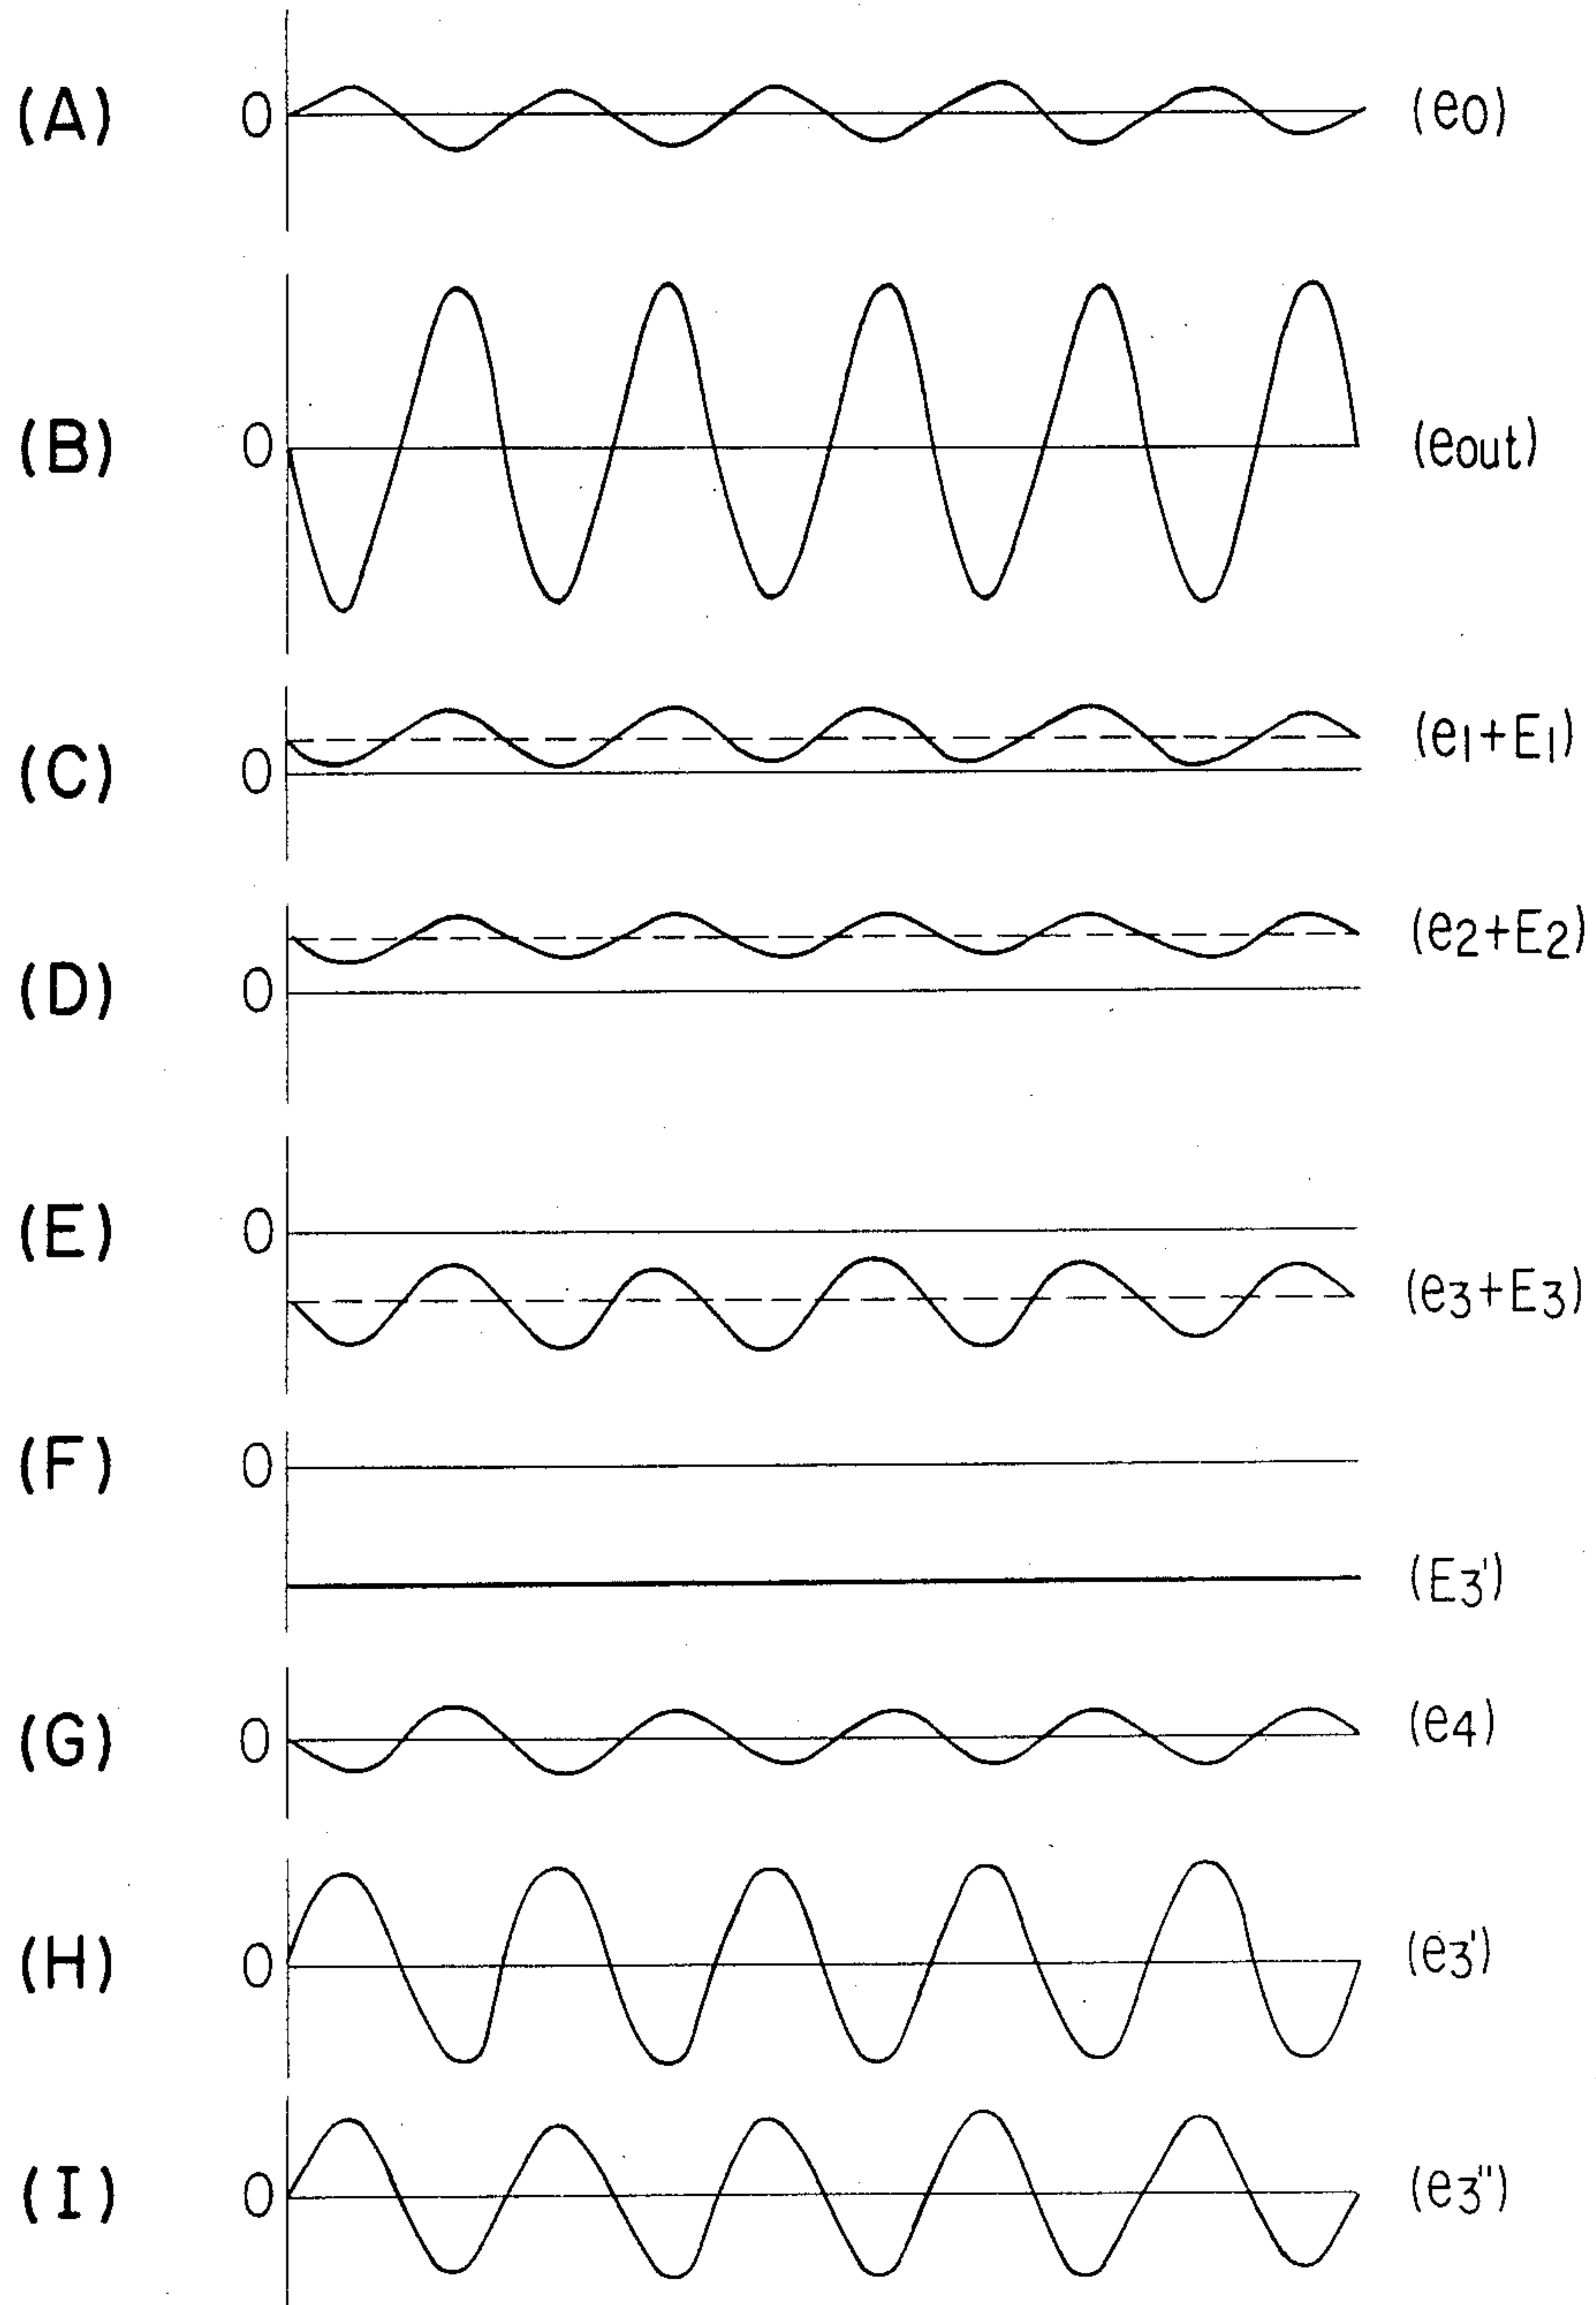 (A) 0 (e0)
(B) 0 (eout)
(C) 0 (e1+E1)
(D) 0 (e2+E2)
(E) 0 (e3+E3)
(F) 0
(E3')
(G) 0 (e4)
(H) 0 (e3')
(I) 0 (e3")